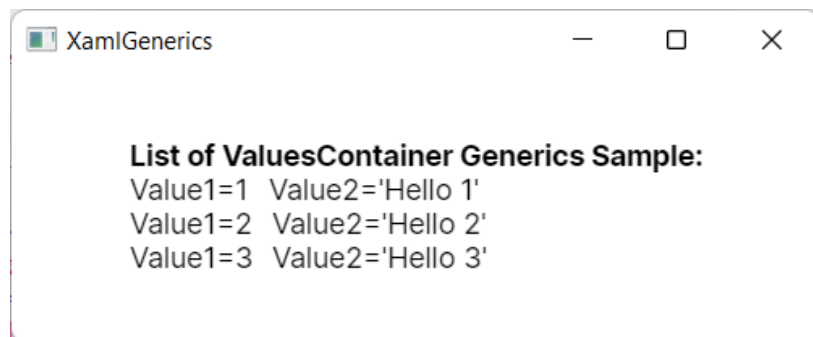 XamlGenerics
List of ValuesContainer Generics Sample:
Value1=1 Value2='Hello 1'
Value1=2 Value2='Hello 2'
Value1=3 Value2='Hello 3'